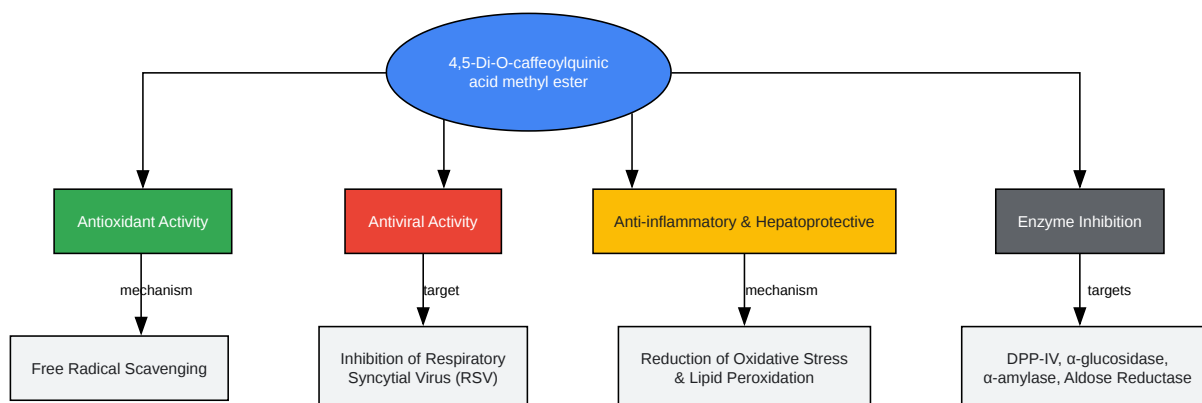 4,5-Di-O-caffeoylquinic
acid methyl ester
Antioxidant Activity
Antiviral Activity
Anti-inflammatory & Hepatoprotective
Enzyme Inhibition
mechanism
target
mechanism
targets
Free Radical Scavenging
Inhibition of Respiratory
Syncytial Virus (RSV)
Reduction of Oxidative Stress
& Lipid Peroxidation
DPP-IV, α-glucosidase,
α-amylase, Aldose Reductase